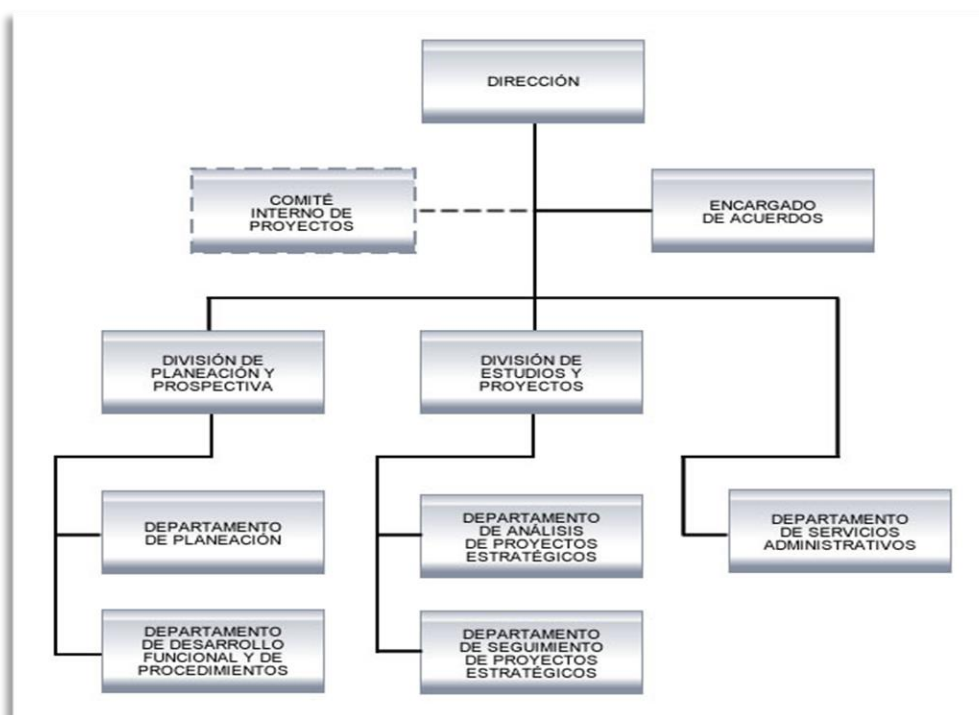 DIRECCIÓN
COMITÉ
INTERNO DE
PROYECTOS
ENCARGADO
DE ACUERDOS
DIVISIÓN DE
PLANEACIÓN Y
PROSPECTIVA
DIVISIÓN DE
ESTUDIOS Y
PROYECTOS
DEPARTAMENTO
DE PLANEACIÓN
DEPARTAMENTO
DE ANÁLISIS
DE PROYECTOS
ESTRATÉGICOS
DEPARTAMENTO
DE SERVICIOS
ADMINISTRATIVOS
DEPARTAMENTO
DE DESARROLLO
FUNCIONAL Y DE
PROCEDIMIENTOS
DEPARTAMENTO
DE SEGUIMIENTO
DE PROYECTOS
ESTRATÉGICOS